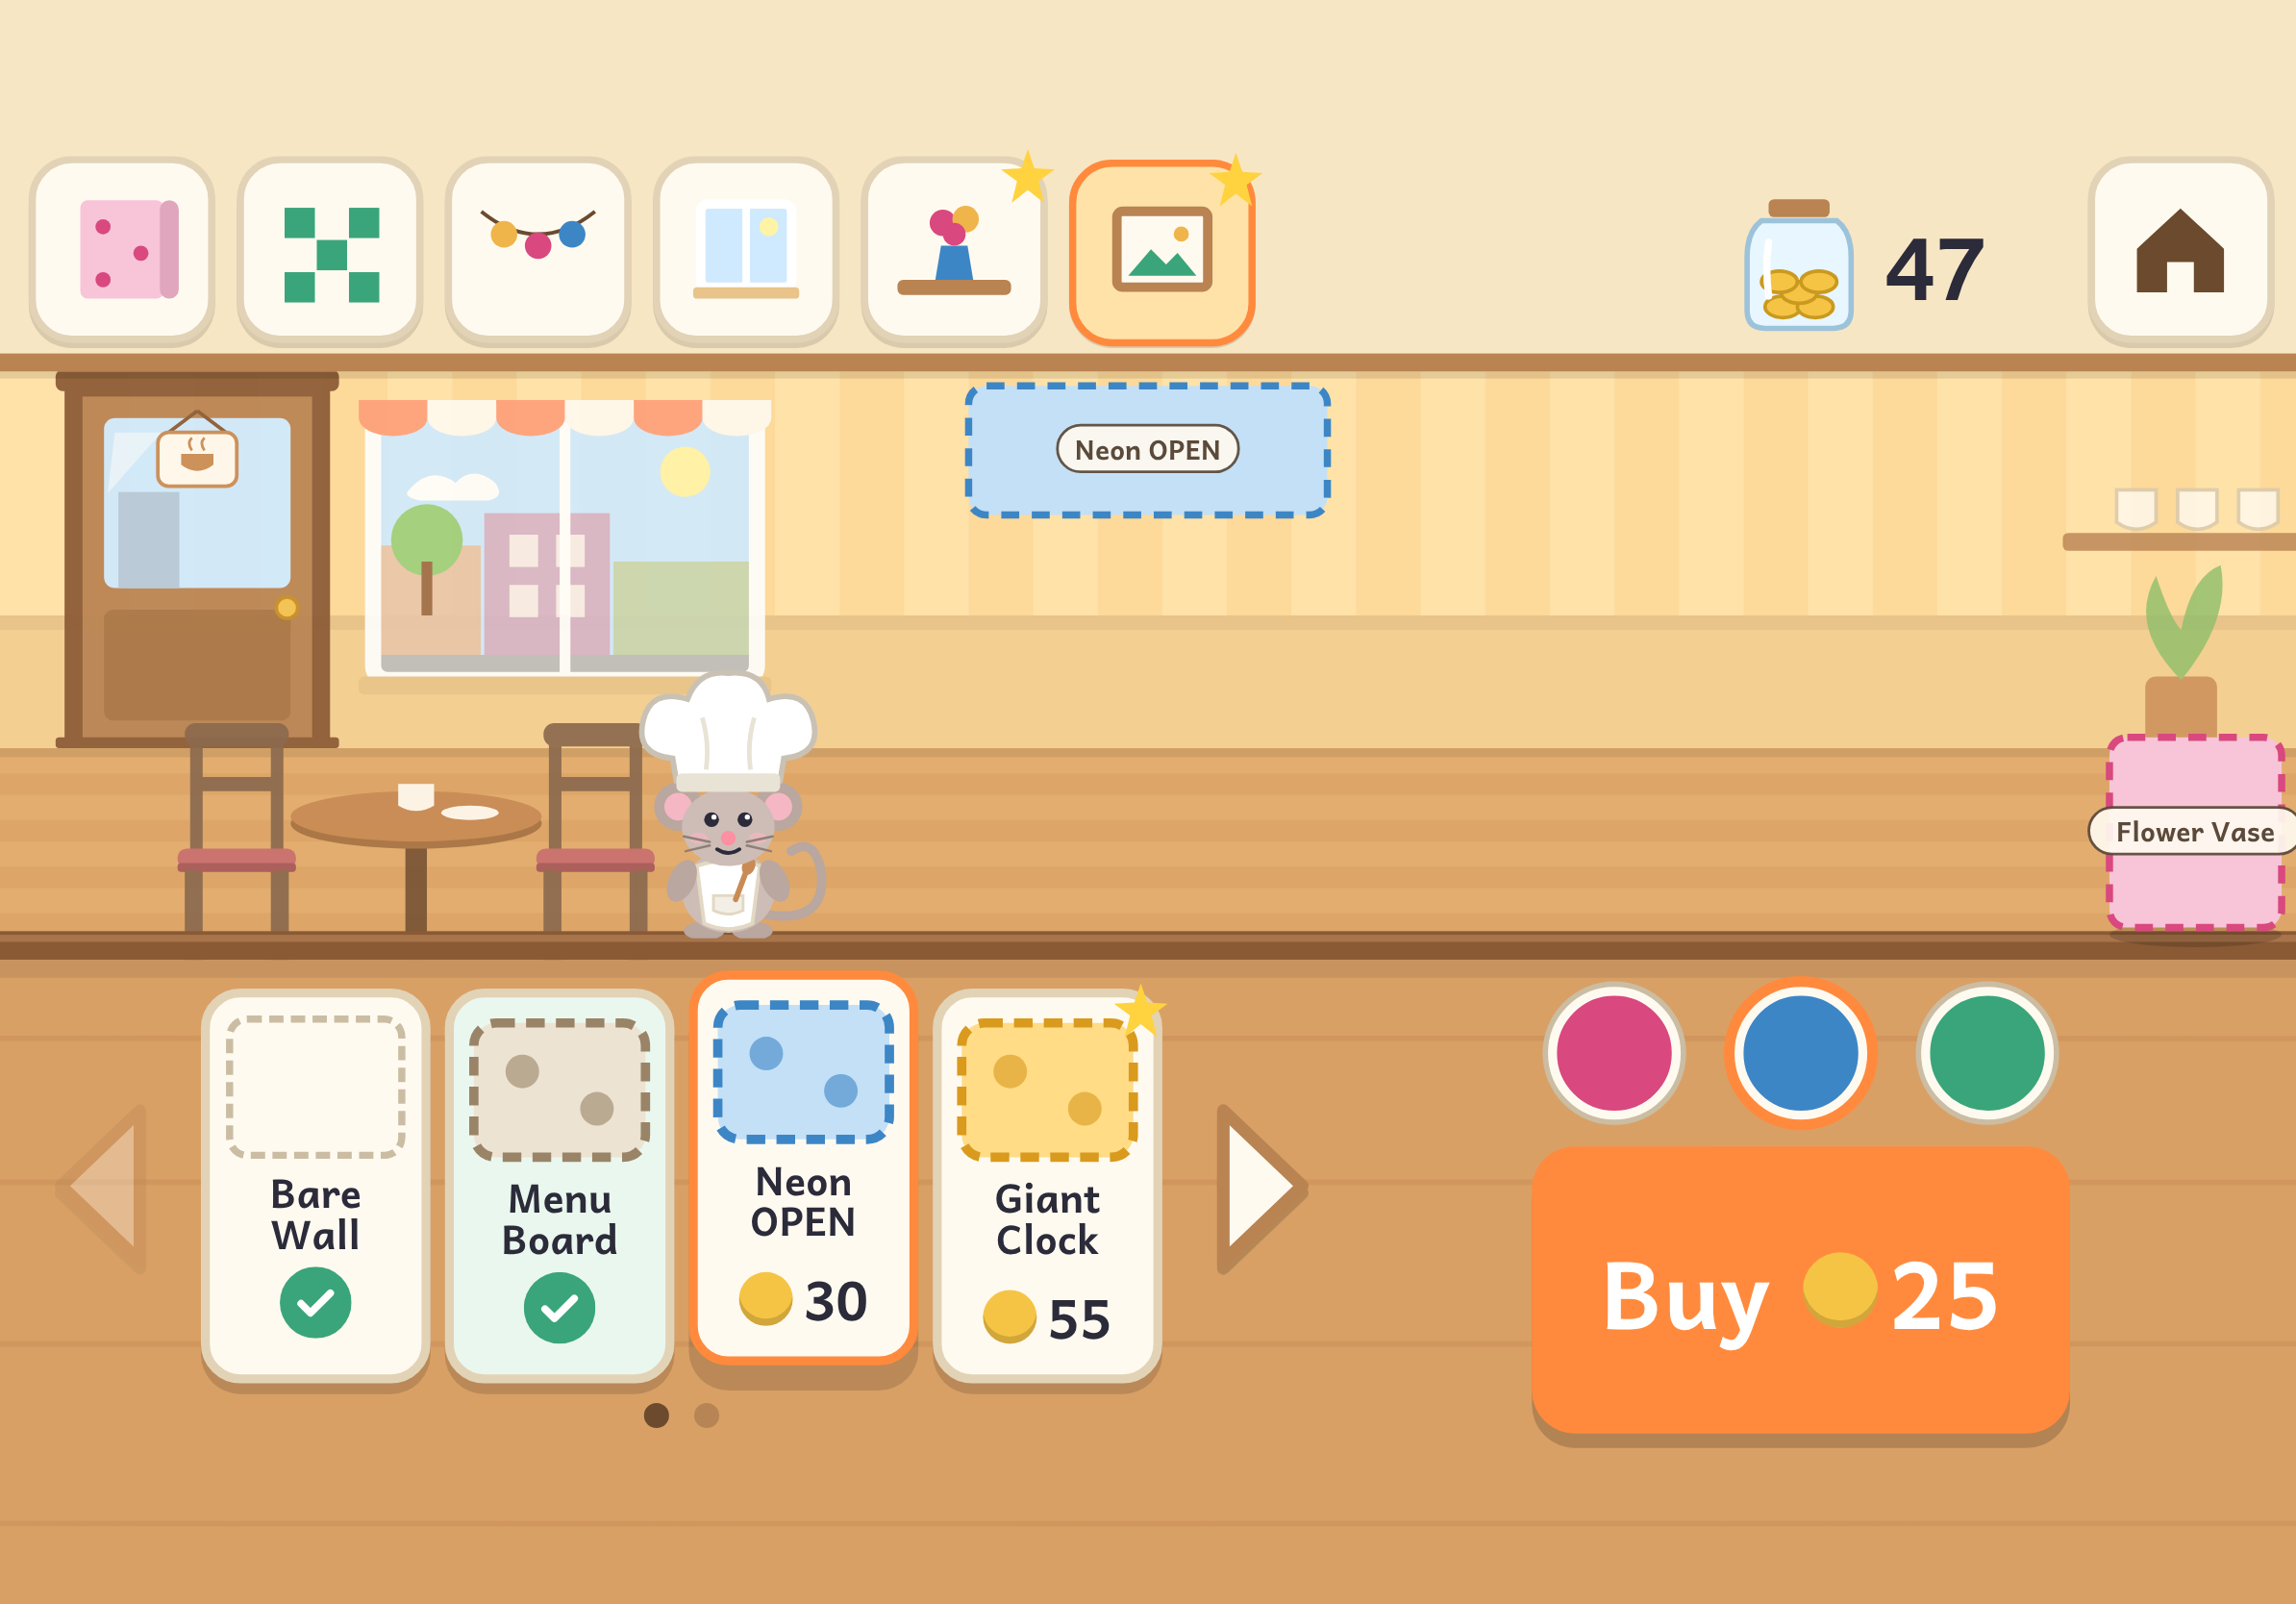 47
Neon OPEN
Flower Vase
Bare
Wall
Menu
Board
Neon
OPEN
30
Giant
Clock
55
Buy 25